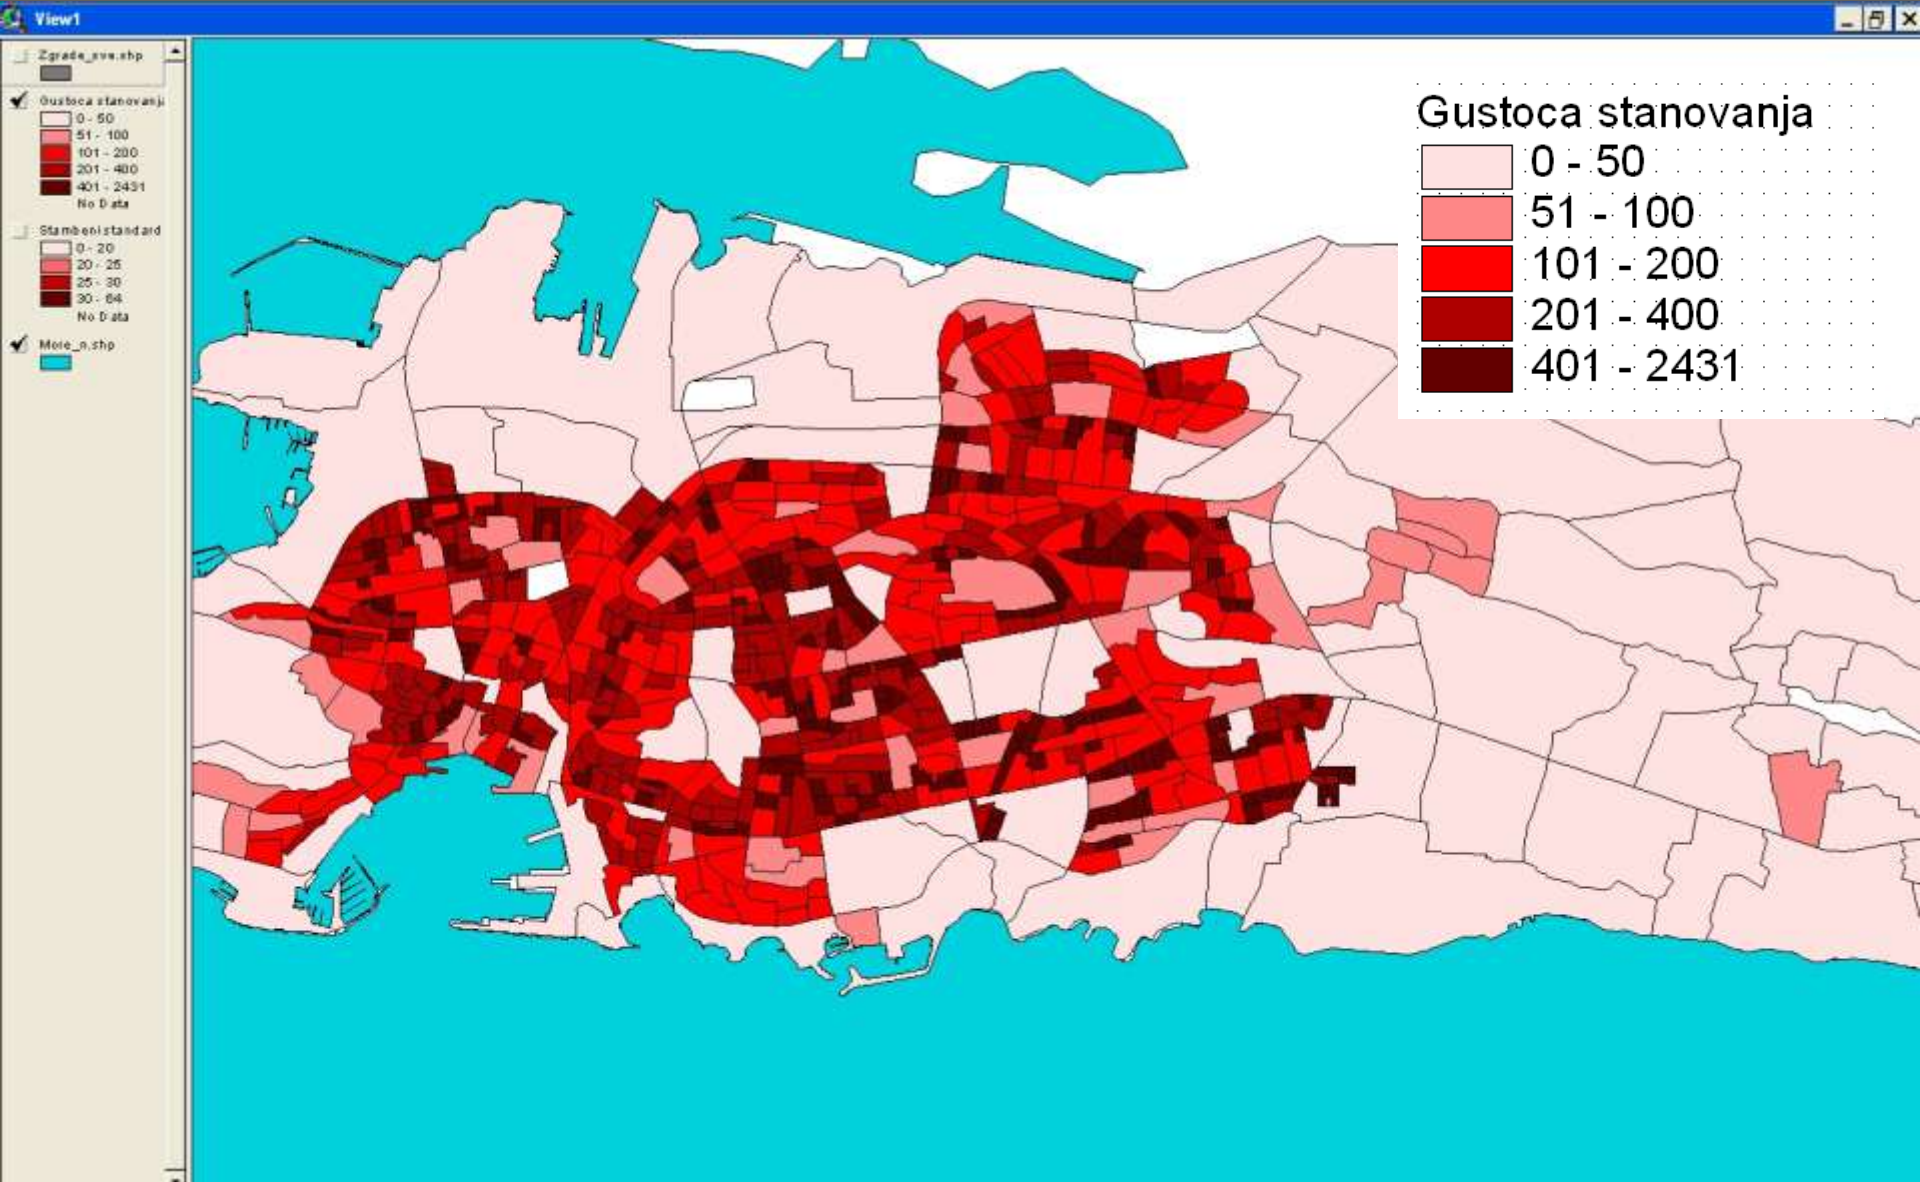 View1
Zgrade_sve.shp
Gustoca stanovanj
0 - 50
51 - 100
101 - 200
201 - 400
401 - 2431
No Data
Stambeni standard
0 - 20
20 - 25
25 - 30
30 - 64
No Data
More_n.shp
Gustoca stanovanja
0 - 50
51 - 100
101 - 200
201 - 400
401 - 2431